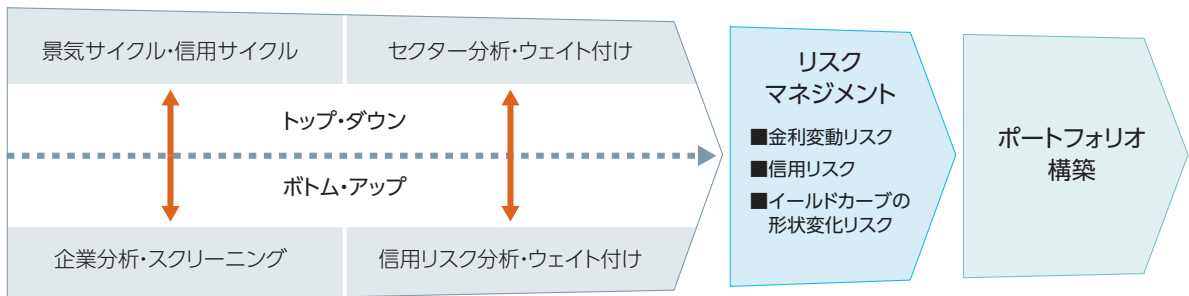 景気サイクル・信用サイクル
セクター分析・ウェイト付け
トップ・ダウン
ボトム・アップ
企業分析・スクリーニング
信用リスク分析・ウェイト付け
リスク
マネジメント
■金利変動リスク
■信用リスク
■イールドカーブの
形状変化リスク
ポートフォリオ
構築